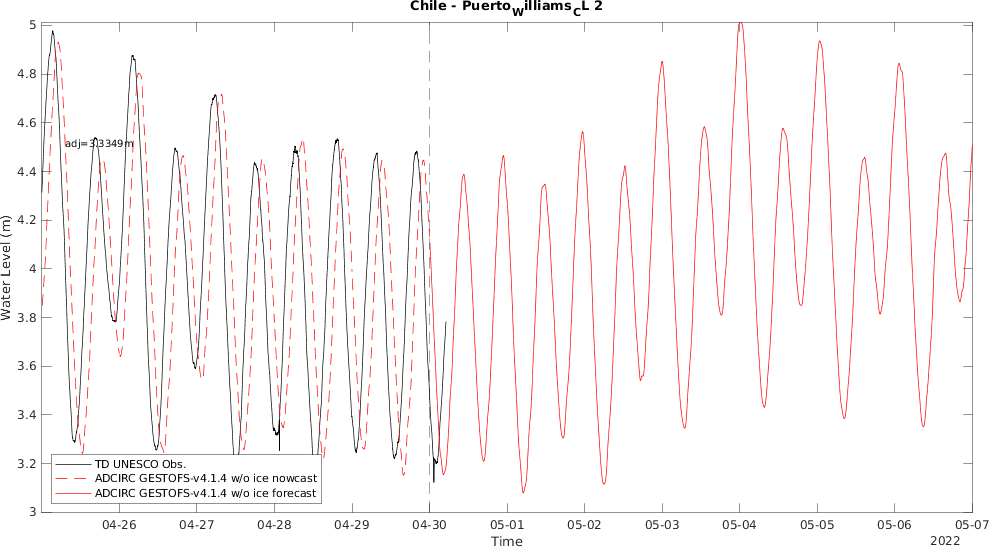 Chile - PuertoWilliamsCL 2
5
4.8
4.6
4.4
4.2
4
3.8
3.6
3.4
3.2
3
Water Level (m)
adj=3.3349m
TD UNESCO Obs.
ADCIRC GESTOFS-v4.1.4 w/o ice nowcast
ADCIRC GESTOFS-v4.1.4 w/o ice forecast
04-26 04-27 04-28 04-29 04-30 05-01 05-02 05-03 05-04 05-05 05-06 05-07
Time
2022